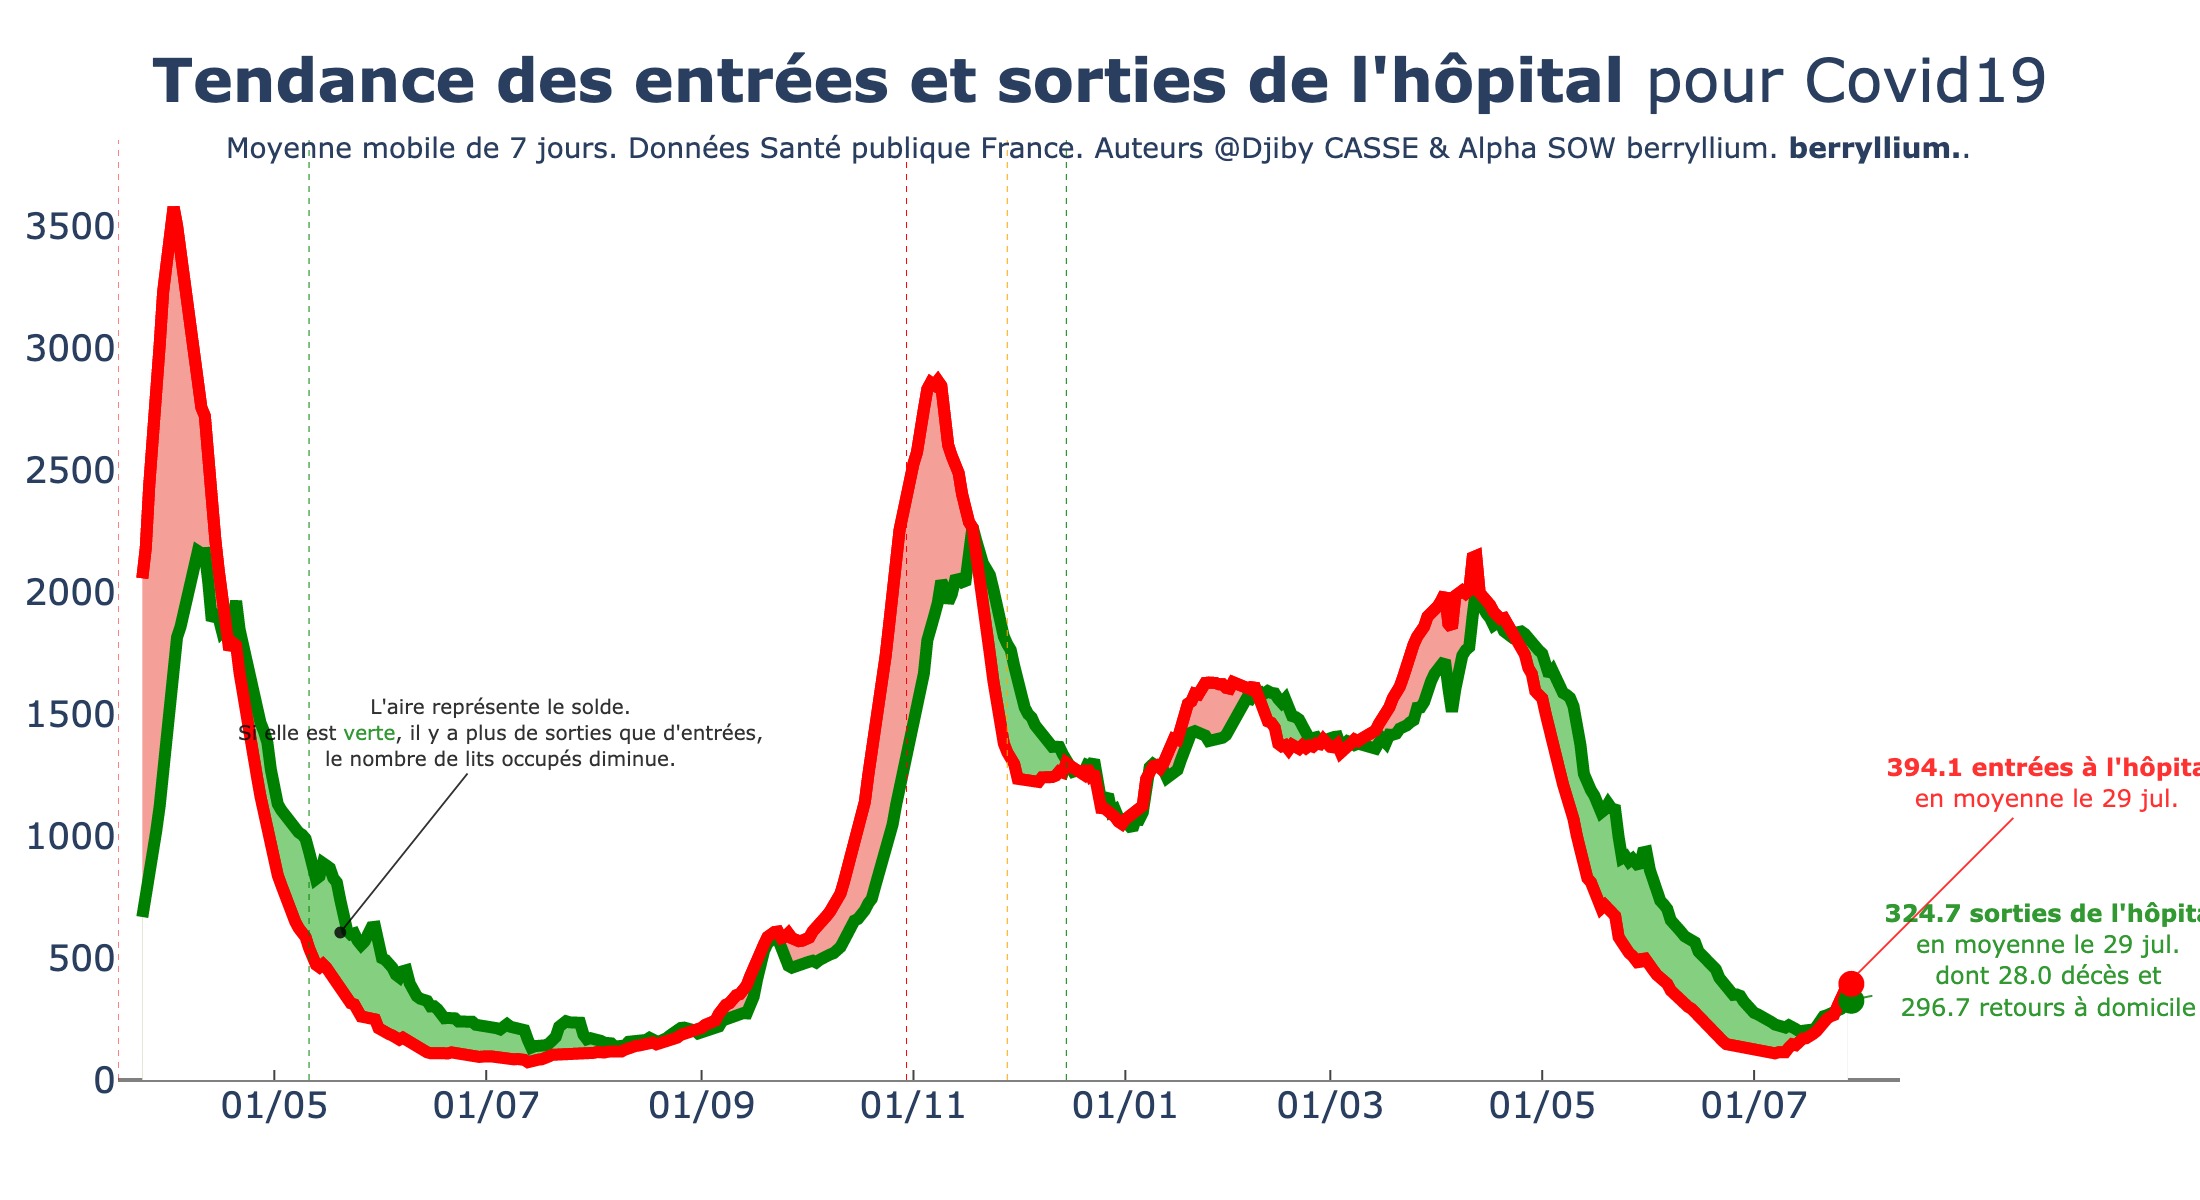 Tendance des entrées et sorties de l'hôpital pour Covid19
Moyenne mobile de 7 jours. Données Santé publique France. Auteurs @Djiby CASSE & Alpha SOW berryllium. berryllium..
3500
3000
2500
2000
1500
1000
500
0
L'aire représente le solde.
Si elle est verte, il y a plus de sorties que d'entrées,
le nombre de lits occupés diminue.
394.1 entrées à l'hôpita
en moyenne le 29 jul.
324.7 sorties de l'hôpita
en moyenne le 29 jul.
dont 28.0 décès et
296.7 retours à domicile
01/05
01/07
01/09
01/11
01/01
01/03
01/05
01/07